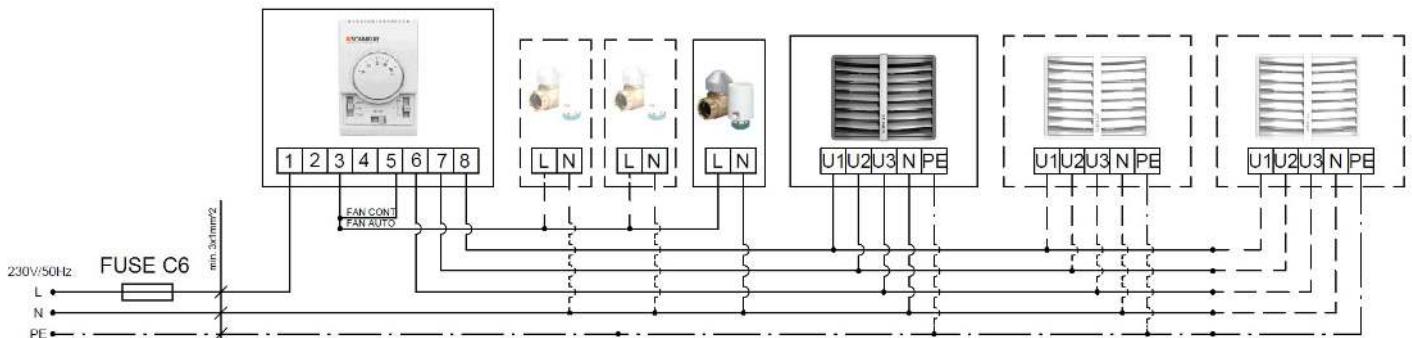 1 2 3 4 5 6 7 8
L N
L N
L N
U1 U2 U3 N PE
U1 U2 U3 N PE
U1 U2 U3 N PE
FAN CONT
FAN AUTO
min. 3x1mm^2
230V/50Hz
FUSE C6
L
N
PE